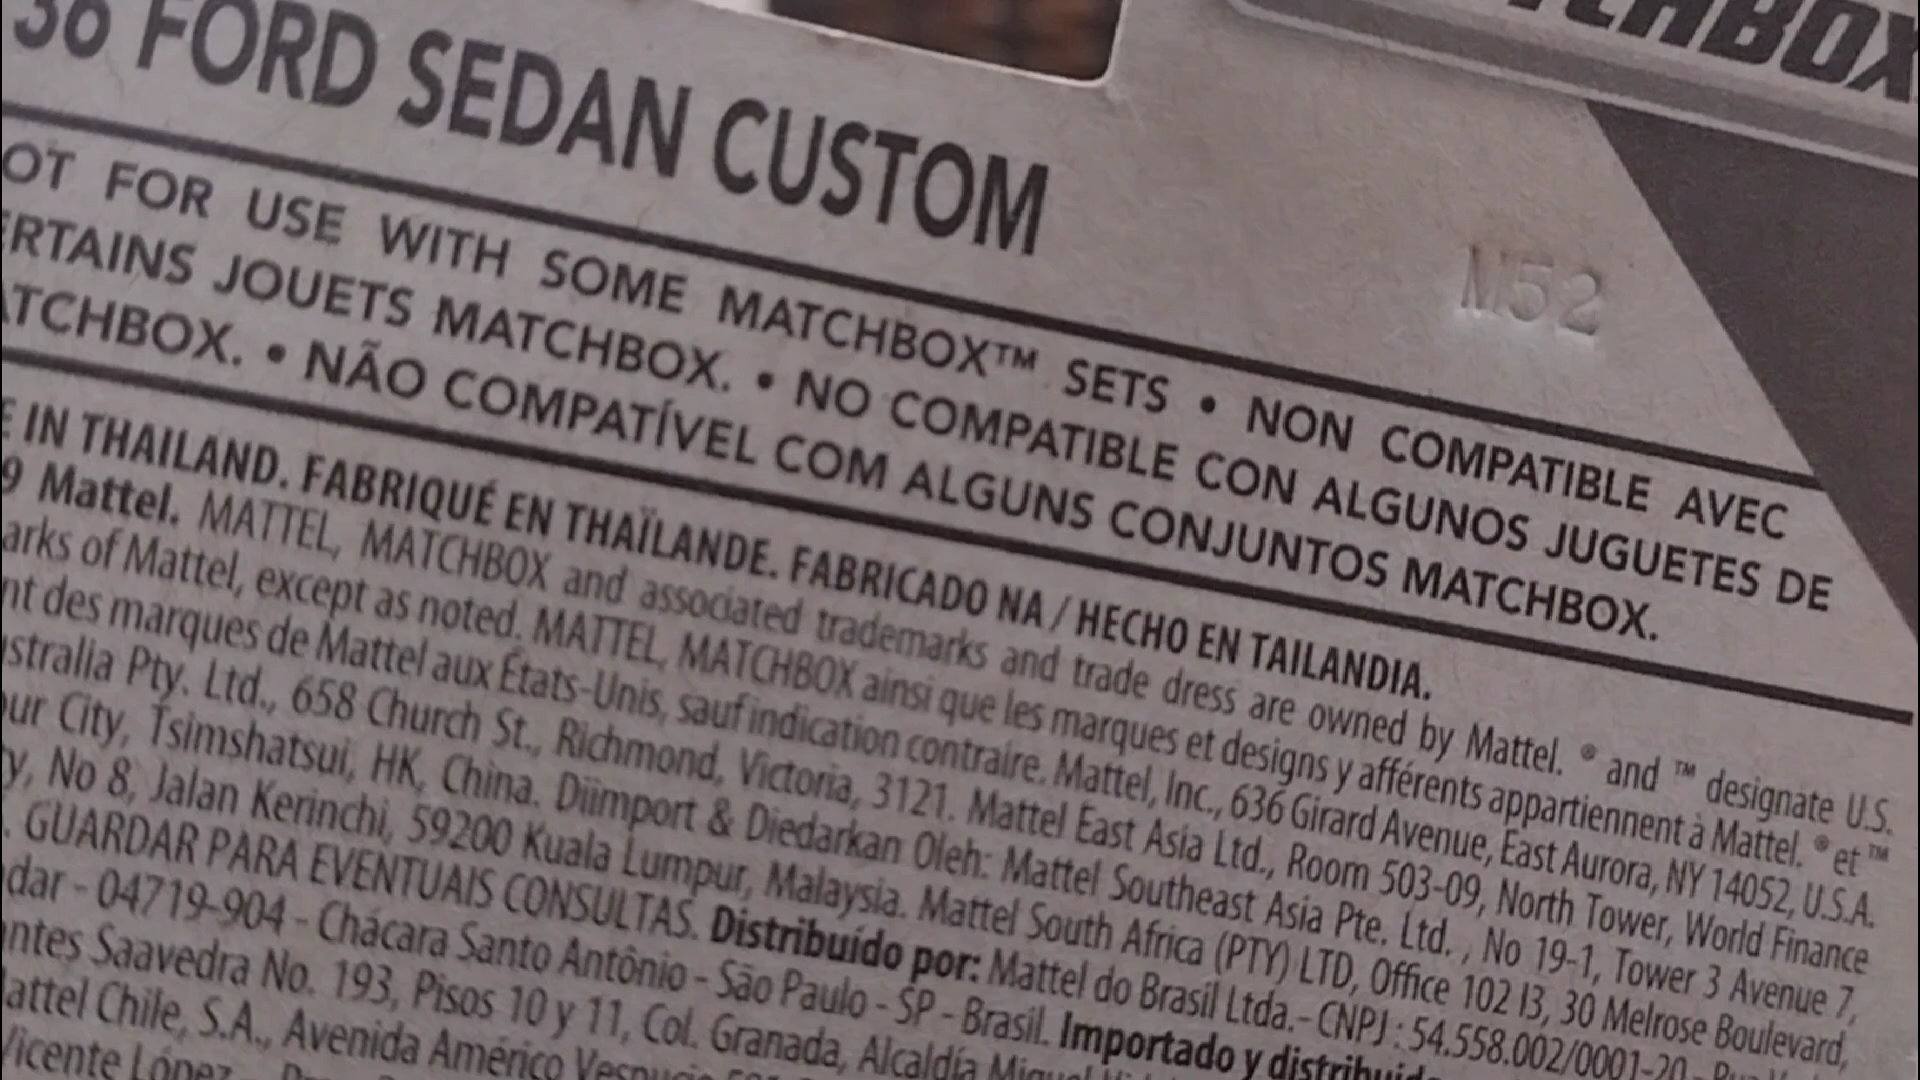 36 FORD SEDAN CUSTOM
TCHBOX
M52
OT FOR USE WITH SOME MATCHBOX™ SETS • NON COMPATIBLE AVEC
ERTAINS JOUETS MATCHBOX. • NO COMPATIBLE CON ALGUNOS JUGUETES DE
ATCHBOX. • NÃO COMPATÍVEL COM ALGUNS CONJUNTOS MATCHBOX.
E IN THAILAND. FABRIQUÉ EN THAÏLANDE. FABRICADO NA / HECHO EN TAILANDIA.
9 Mattel. MATTEL, MATCHBOX and associated trademarks and trade dress are owned by Mattel. ® and ™ designate U.S.
arks of Mattel, except as noted. MATTEL, MATCHBOX ainsi que les marques et designs y afférents appartiennent à Mattel. ® et ™
nt des marques de Mattel aux États-Unis, sauf indication contraire. Mattel, Inc., 636 Girard Avenue, East Aurora, NY 14052, U.S.A.
ustralia Pty. Ltd., 658 Church St., Richmond, Victoria, 3121. Mattel East Asia Ltd., Room 503-09, North Tower, World Finance
our City, Tsimshatsui, HK, China. Diimport & Diedarkan Oleh: Mattel Southeast Asia Pte. Ltd. , No 19-1, Tower 3 Avenue 7,
y, No 8, Jalan Kerinchi, 59200 Kuala Lumpur, Malaysia. Mattel South Africa (PTY) LTD, Office 102 I3, 30 Melrose Boulevard,
. GUARDAR PARA EVENTUAIS CONSULTAS. Distribuído por: Mattel do Brasil Ltda.- CNPJ : 54.558.002/0001-20 - Rua
dar - 04719-904 - Chácara Santo Antônio - São Paulo - SP - Brasil. Importado y distribuido
antes Saavedra No. 193, Pisos 10 y 11, Col. Granada, Alcaldía Miguel
attel Chile, S.A., Avenida Américo Vespucio
Vicente López